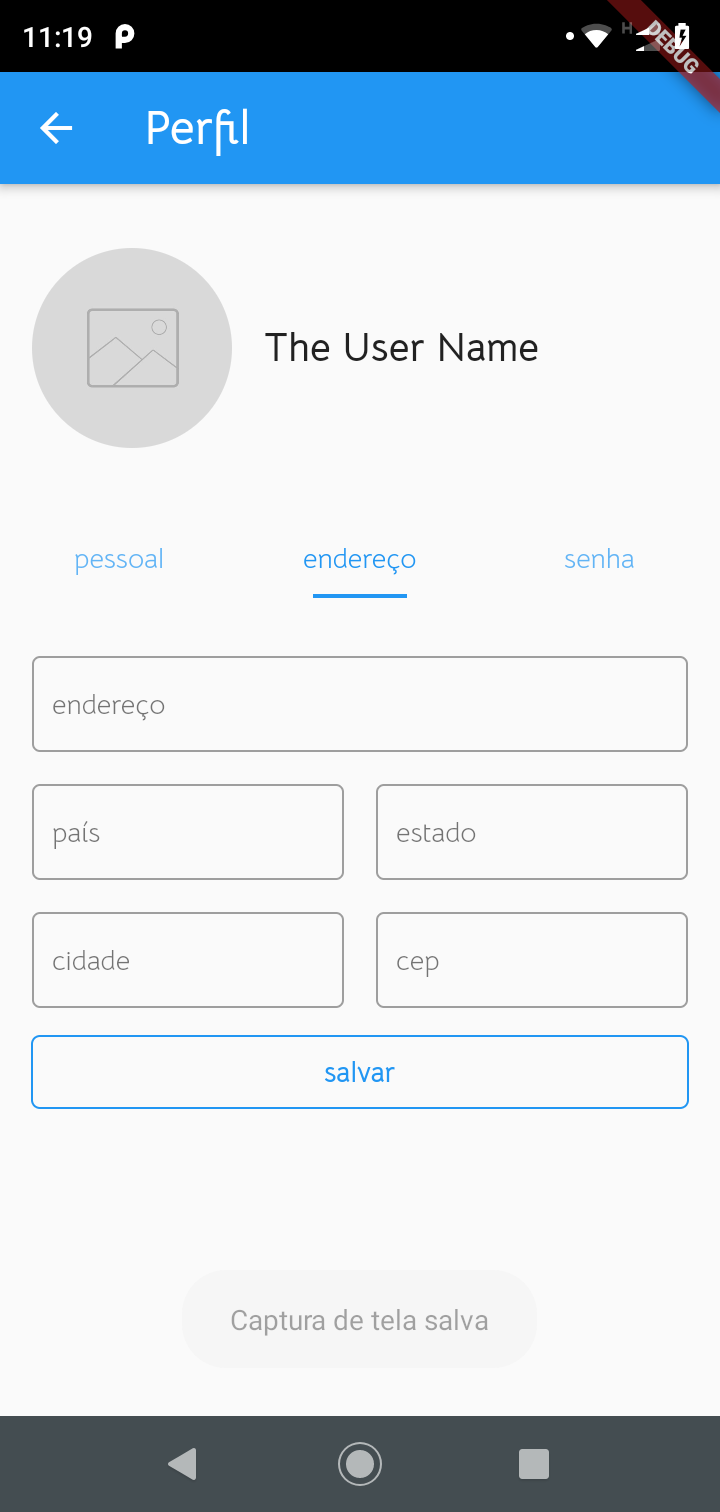 11:19
H
DEBUG
Perfil
The User Name
pessoal endereço senha
endereço
país estado
cidade cep
salvar
Captura de tela salva